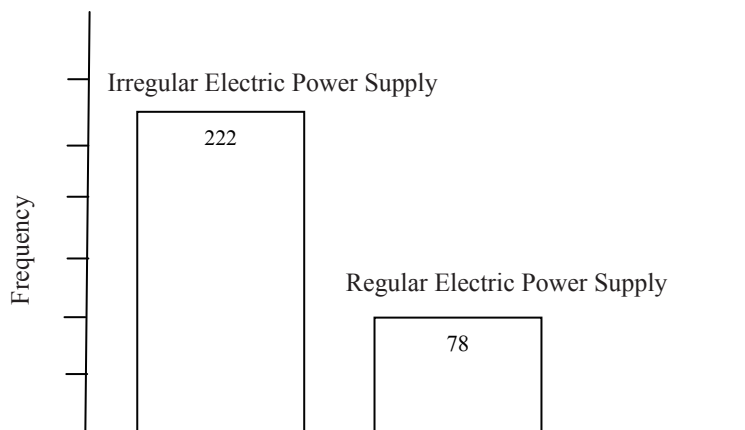 Irregular Electric Power Supply
222
Frequency
Regular Electric Power Supply
78